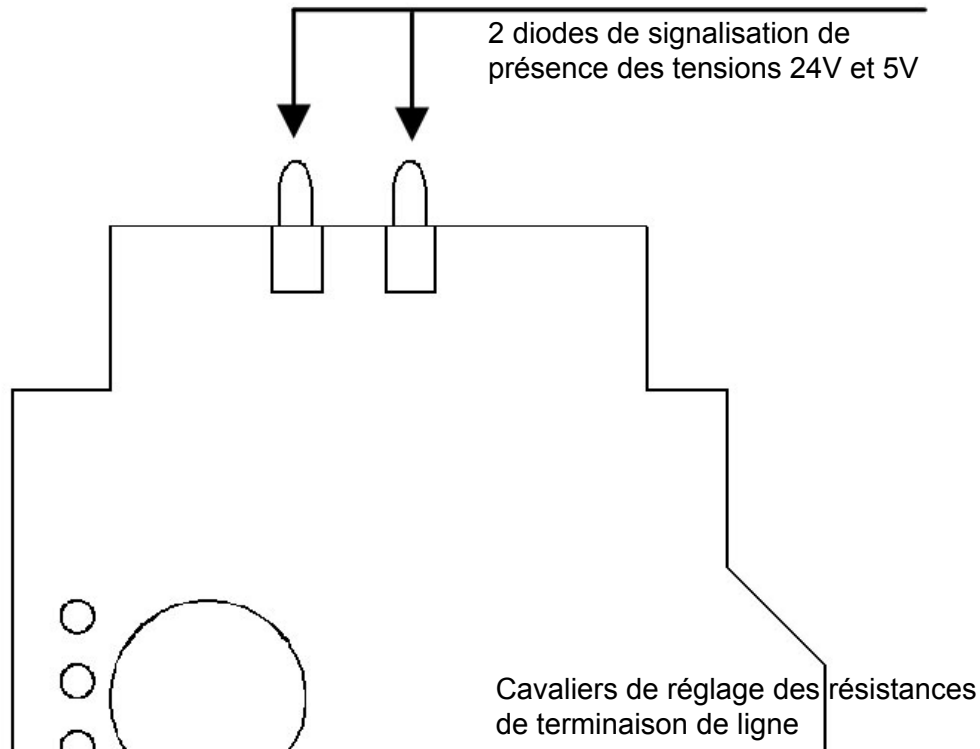 2 diodes de signalisation de
présence des tensions 24V et 5V
Cavaliers de réglage des résistances
de terminaison de ligne